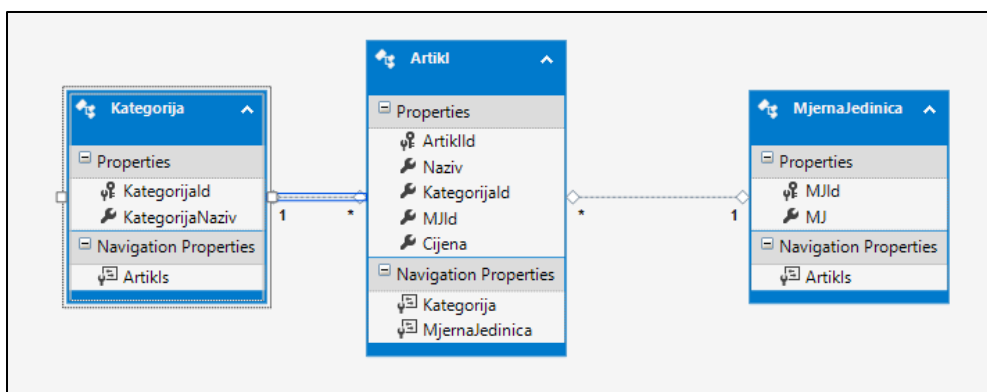 Kategorija
Properties
KategorijaId
KategorijaNaziv
Navigation Properties
Artikls
1
*
Artikl
Properties
ArtiklId
Naziv
KategorijaId
MJId
Cijena
Navigation Properties
Kategorija
MjernaJedinica
*
1
MjernaJedinica
Properties
MJId
MJ
Navigation Properties
Artikls